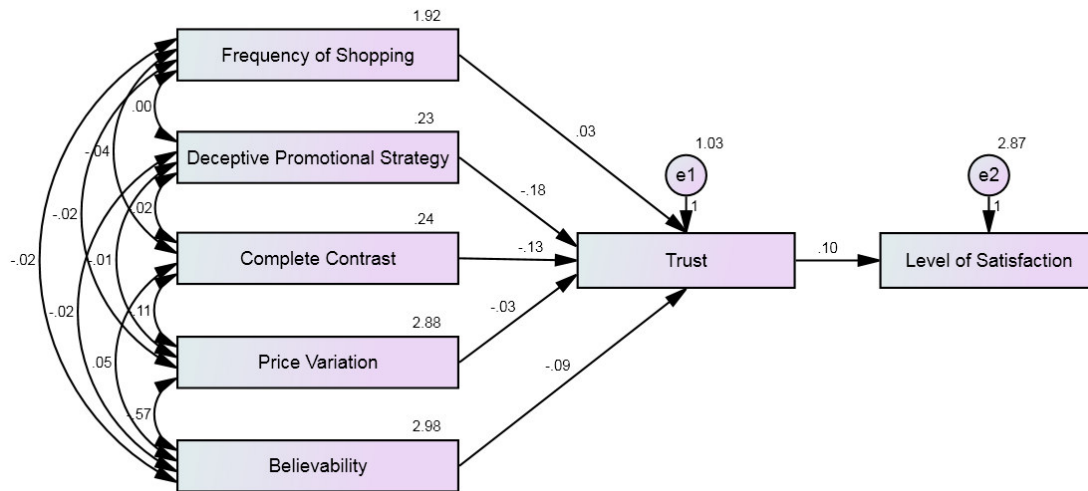 1.92
Frequency of Shopping
.00
.23
Deceptive Promotional Strategy
-.04
.03
1.03
e1
1
2.87
e2
1
-.18
-.02
.02
.24
Complete Contrast
-.13
Trust
.10
Level of Satisfaction
-.02
-.01
-.02
.11
2.88
Price Variation
-.03
.05
-.09
-.57
2.98
Believability